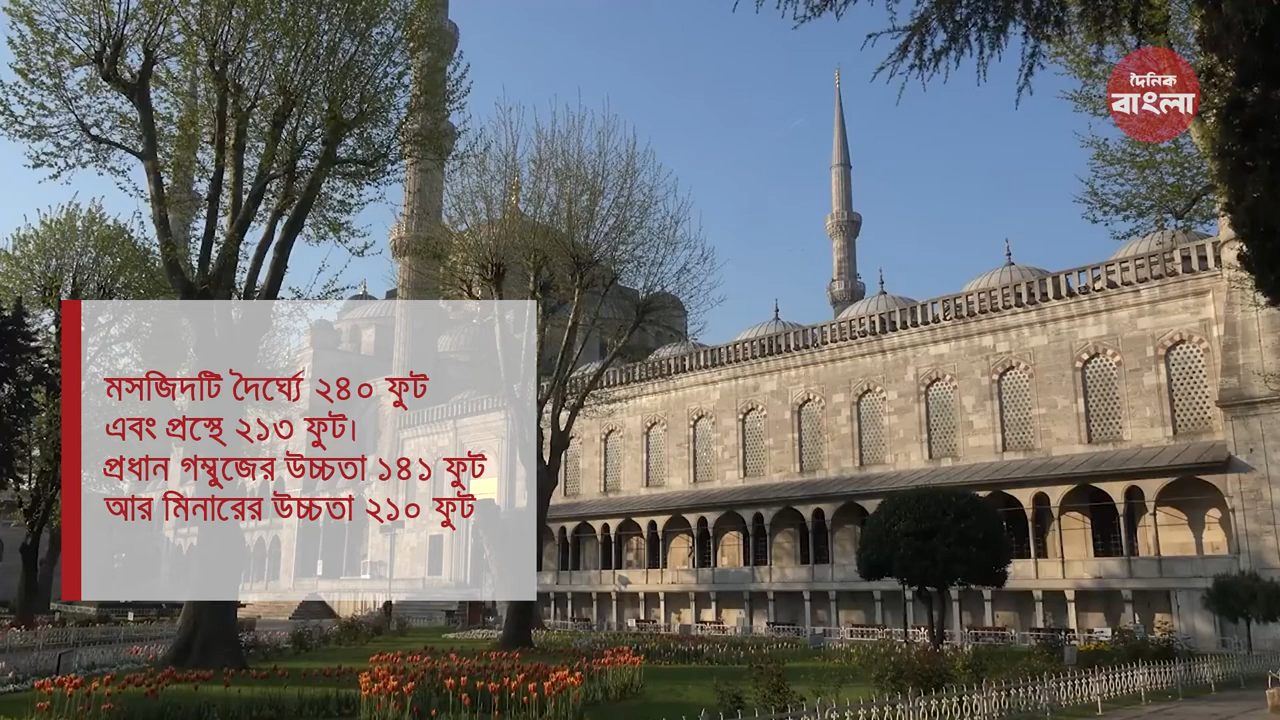 দৈনিক
বাংলা
মসজিদটি দৈর্ঘ্যে ২৪০ ফুট
এবং প্রস্থে ২১৩ ফুট।
প্রধান গম্বুজের উচ্চতা ১৪১ ফুট
আর মিনারের উচ্চতা ২১০ ফুট